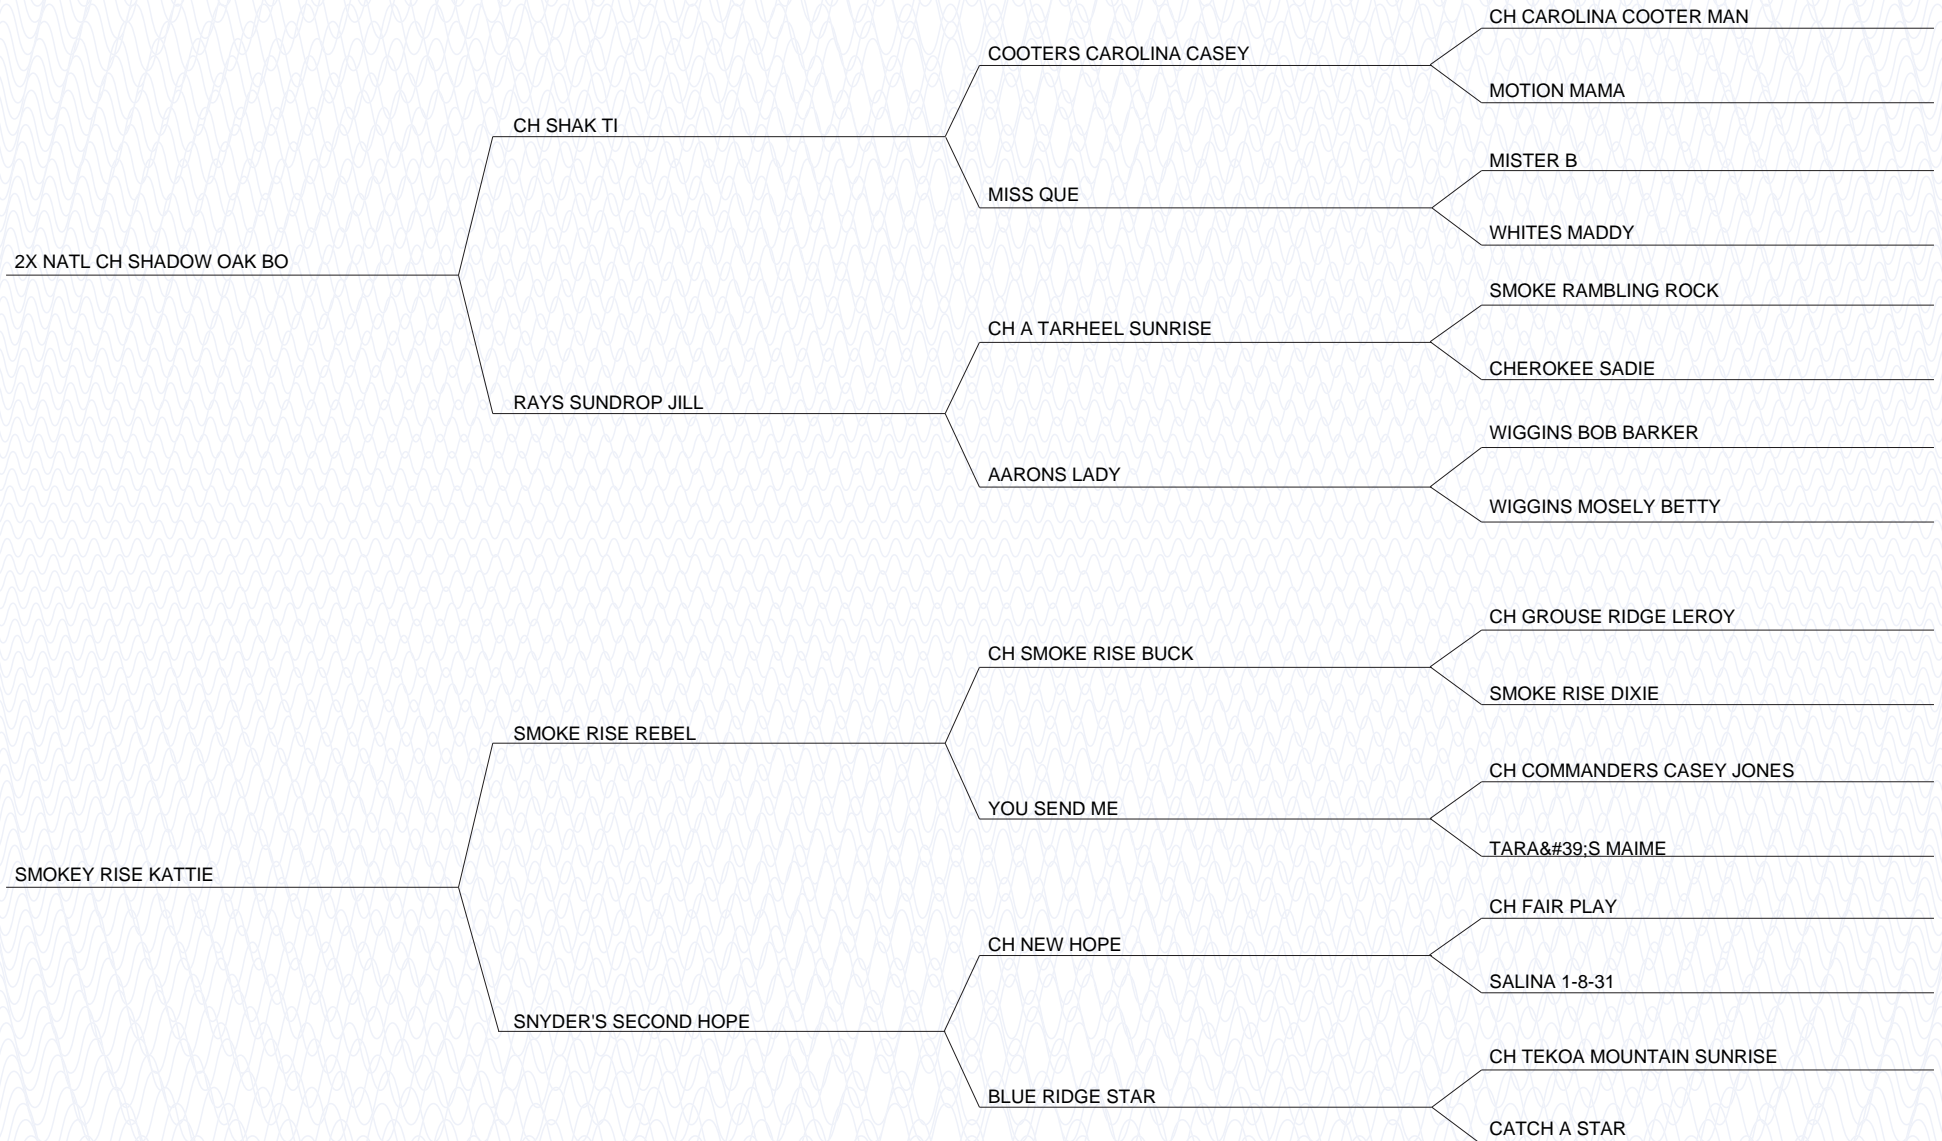 CH CAROLINA COOTER MAN
COOTERS CAROLINA CASEY
MOTION MAMA
CH SHAK TI
MISTER B
MISS QUE
WHITES MADDY
2X NATL CH SHADOW OAK BO
SMOKE RAMBLING ROCK
CH A TARHEEL SUNRISE
CHEROKEE SADIE
RAYS SUNDROP JILL
WIGGINS BOB BARKER
AARONS LADY
WIGGINS MOSELY BETTY
CH GROUSE RIDGE LEROY
CH SMOKE RISE BUCK
SMOKE RISE DIXIE
SMOKE RISE REBEL
CH COMMANDERS CASEY JONES
YOU SEND ME
TARA&#39;S MAIME
SMOKEY RISE KATTIE
CH FAIR PLAY
CH NEW HOPE
SALINA 1-8-31
SNYDER'S SECOND HOPE
CH TEKOA MOUNTAIN SUNRISE
BLUE RIDGE STAR
CATCH A STAR